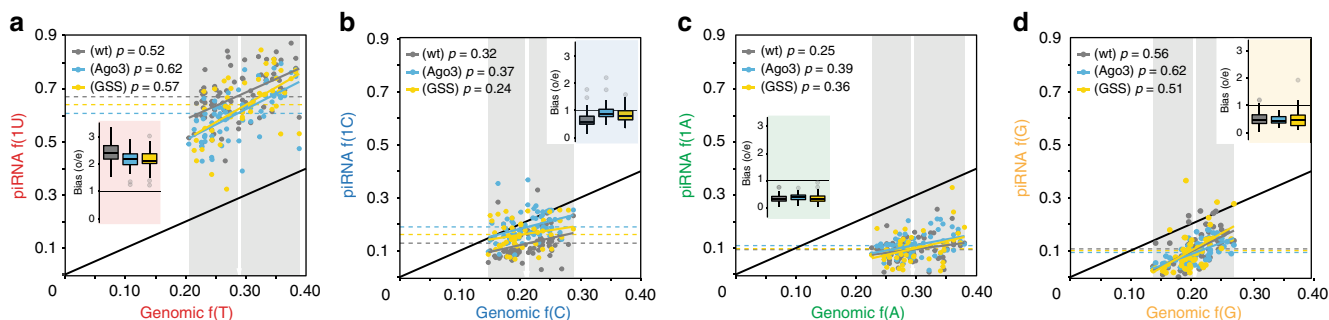 a
0.9
0.7
0.5
0.3
0.1
0
0.10
0.20
0.30
0.40
piRNA f(1U)
Genomic f(T)
(wt) p = 0.52
(Ago3) p = 0.62
(GSS) p = 0.57
Bias (o/e)
3
2
1
0
b
0.9
0.7
0.5
0.3
0.1
0
0.10
0.20
0.30
0.40
piRNA f(1C)
Genomic f(C)
(wt) p = 0.32
(Ago3) p = 0.37
(GSS) p = 0.24
Bias (o/e)
3
2
1
0
c
0.9
0.7
0.5
0.3
0.1
0
0.10
0.20
0.30
0.40
piRNA f(1A)
Genomic f(A)
(wt) p = 0.25
(Ago3) p = 0.39
(GSS) p = 0.36
Bias (o/e)
3
2
1
0
d
0.9
0.7
0.5
0.3
0.1
0
0.10
0.20
0.30
0.40
piRNA f(G)
Genomic f(G)
(wt) p = 0.56
(Ago3) p = 0.62
(GSS) p = 0.51
Bias (o/e)
3
2
1
0